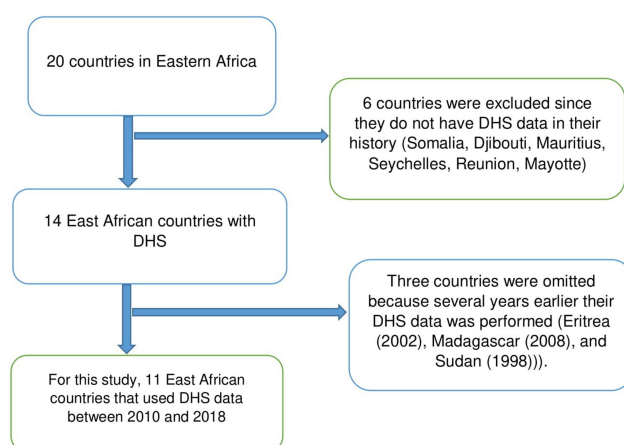 20 countries in Eastern Africa
6 countries were excluded since
they do not have DHS data in their
history (Somalia, Djibouti, Mauritius,
Seychelles, Reunion, Mayotte)
14 East African countries with
DHS
Three countries were omitted
because several years earlier their
DHS data was performed (Eritrea
(2002), Madagascar (2008), and
Sudan (1998))).
For this study, 11 East African
countries that used DHS data
between 2010 and 2018